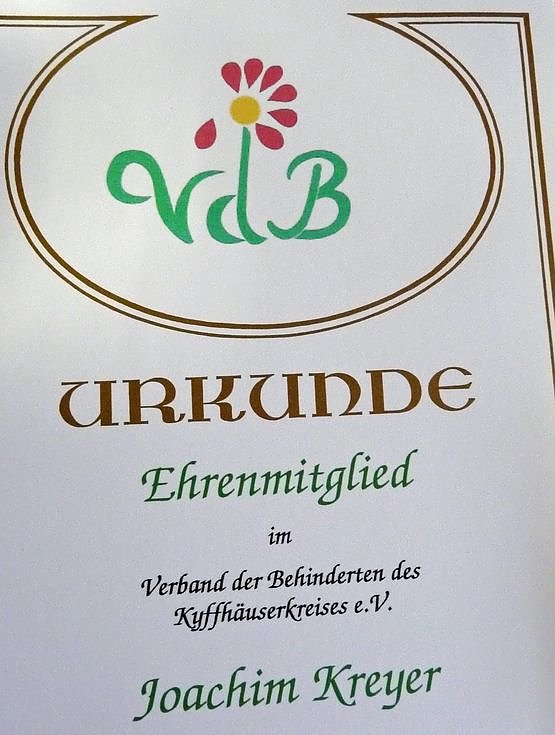 VdB
URKUNDE
Ehrenmitglied
im
Verband der Behinderten des
Kyffhäuserkreises e.V.
Joachim Kreyer